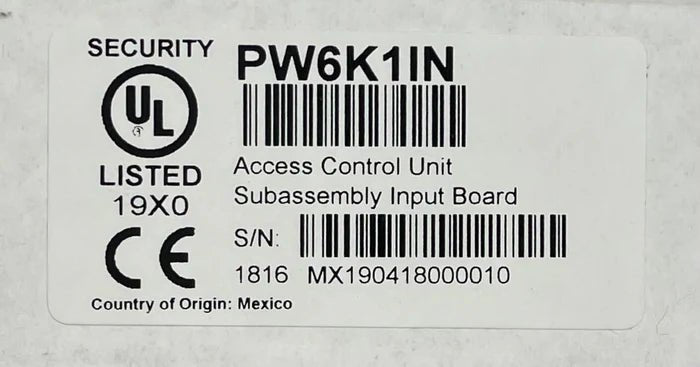 SECURITY
UL
LISTED
19X0
CE
Country of Origin: Mexico
PW6K1IN
Access Control Unit
Subassembly Input Board
S/N:
1816 MX190418000010